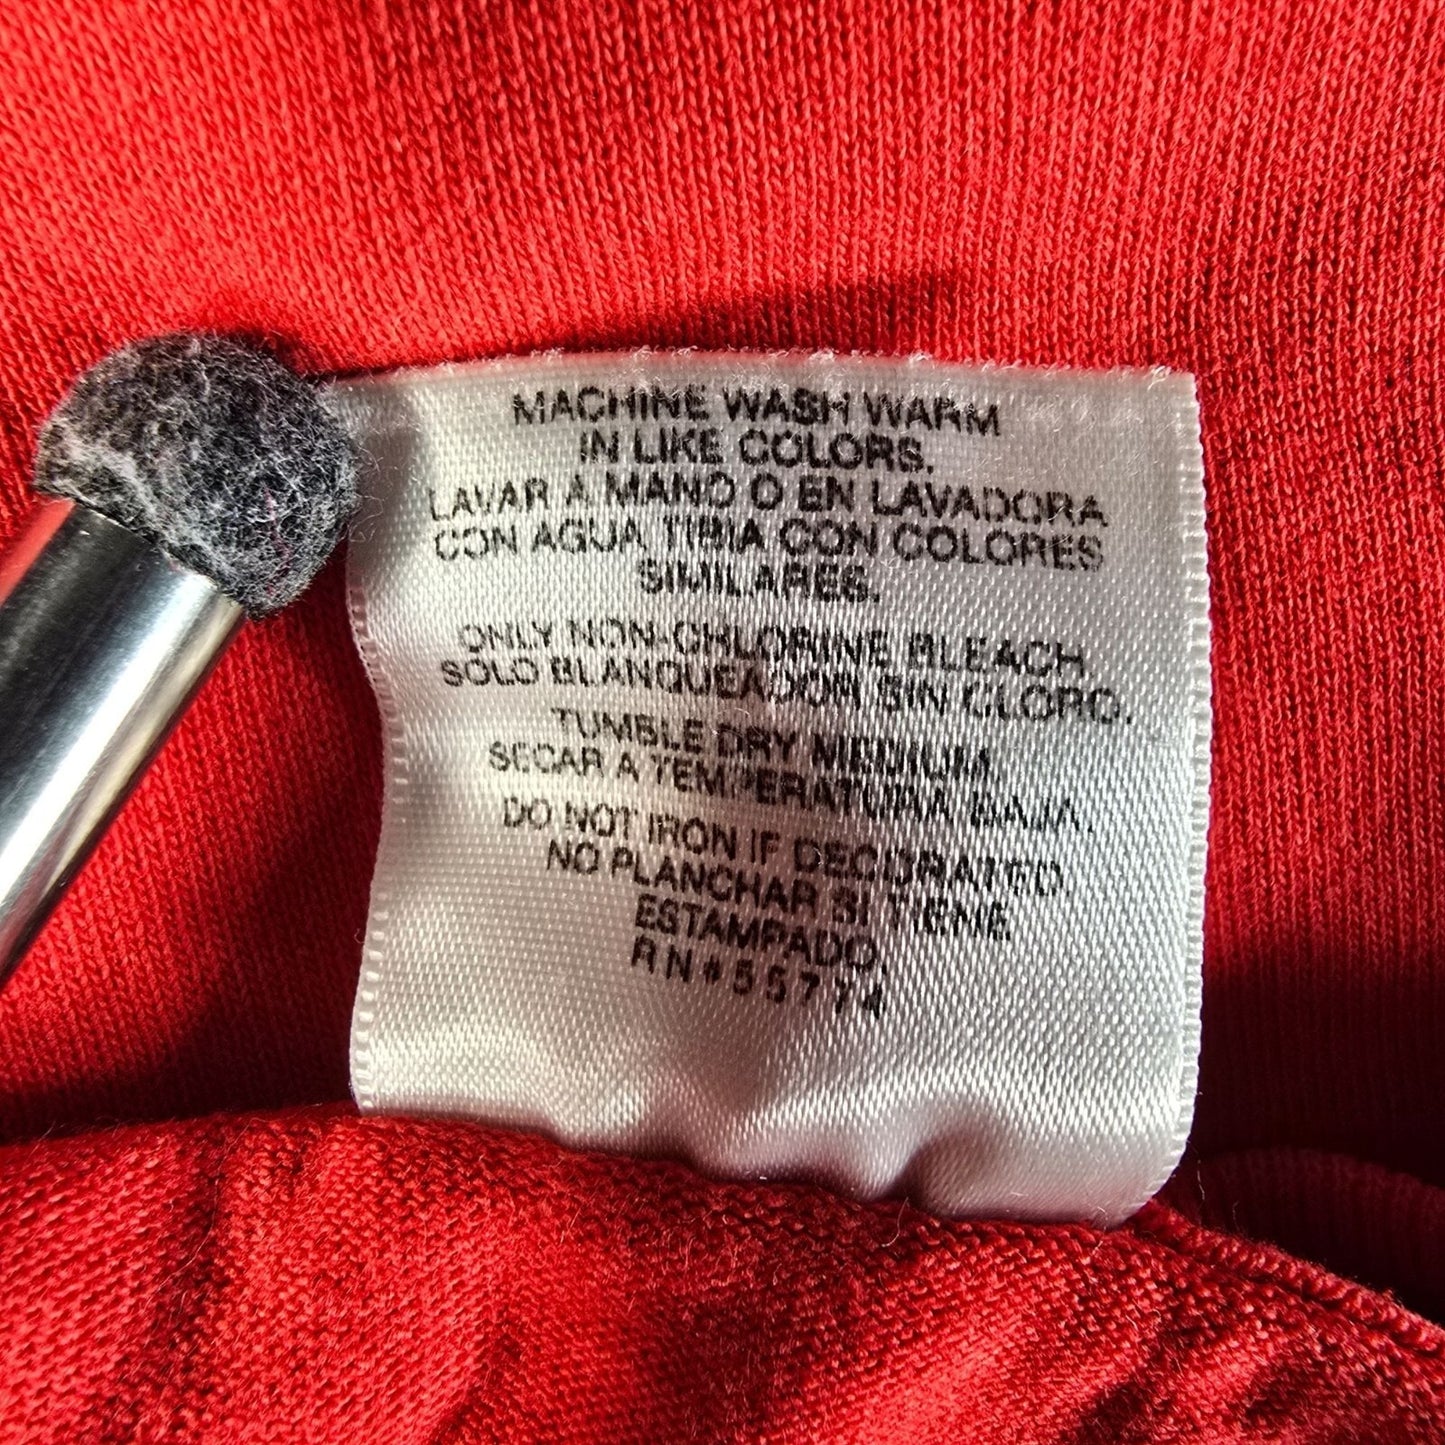 MACHINE WASH WARM
IN LIKE COLORS.
LAVAR A MANO O EN LAVADORA
CON AGUA TIBIA CON COLORES
SIMILARES.
ONLY NON-CHLORINE BLEACH
SOLO BLANQUEADOR SIN CLORO.
TUMBLE DRY MEDIUM
SECAR A TEMPERATURA BAJA.
DO NOT IRON IF DECORATED.
NO PLANCHAR SI TIENE
ESTAMPADO.
RN#55774